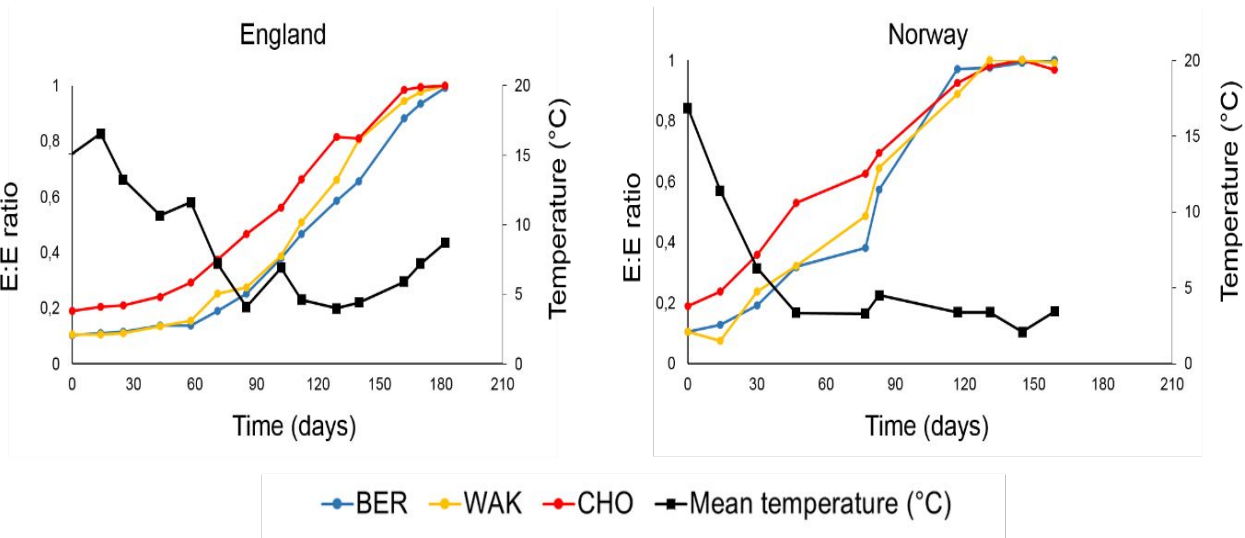 England
1
0,8
0,6
0,4
0,2
0
20
15
10
5
0
0 30 60 90 120 150 180 210
E:E ratio
Temperature (°C)
Time (days)
Norway
1
0,8
0,6
0,4
0,2
0
20
15
10
5
0
0 30 60 90 120 150 180 210
E:E ratio
Temperature (°C)
Time (days)
BER WAK CHO Mean temperature (°C)